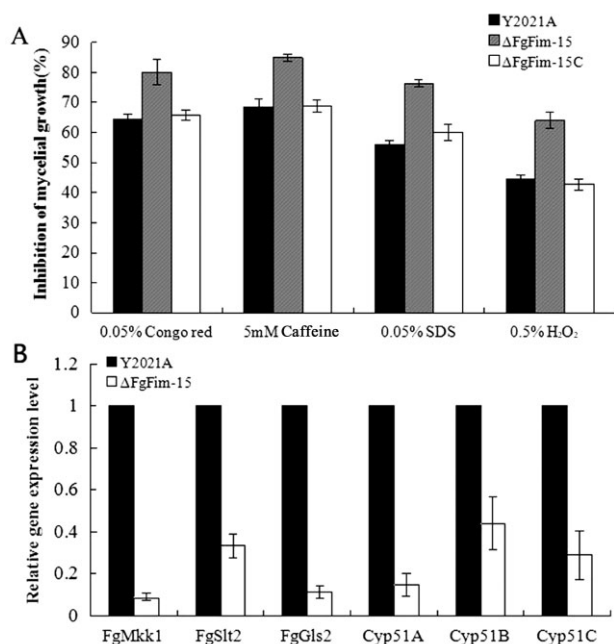 A
Y2021A
ΔFgFim-15
ΔFgFim-15C
Inhibition of mycelial growth(%)
90
80
70
60
50
40
30
20
10
0
0.05% Congo red 5mM Caffeine 0.05% SDS 0.5% H₂O₂
B
Y2021A
ΔFgFim-15
Relative gene expression level
1.2
1
0.8
0.6
0.4
0.2
0
FgMkk1 FgSlt2 FgGls2 Cyp51A Cyp51B Cyp51C